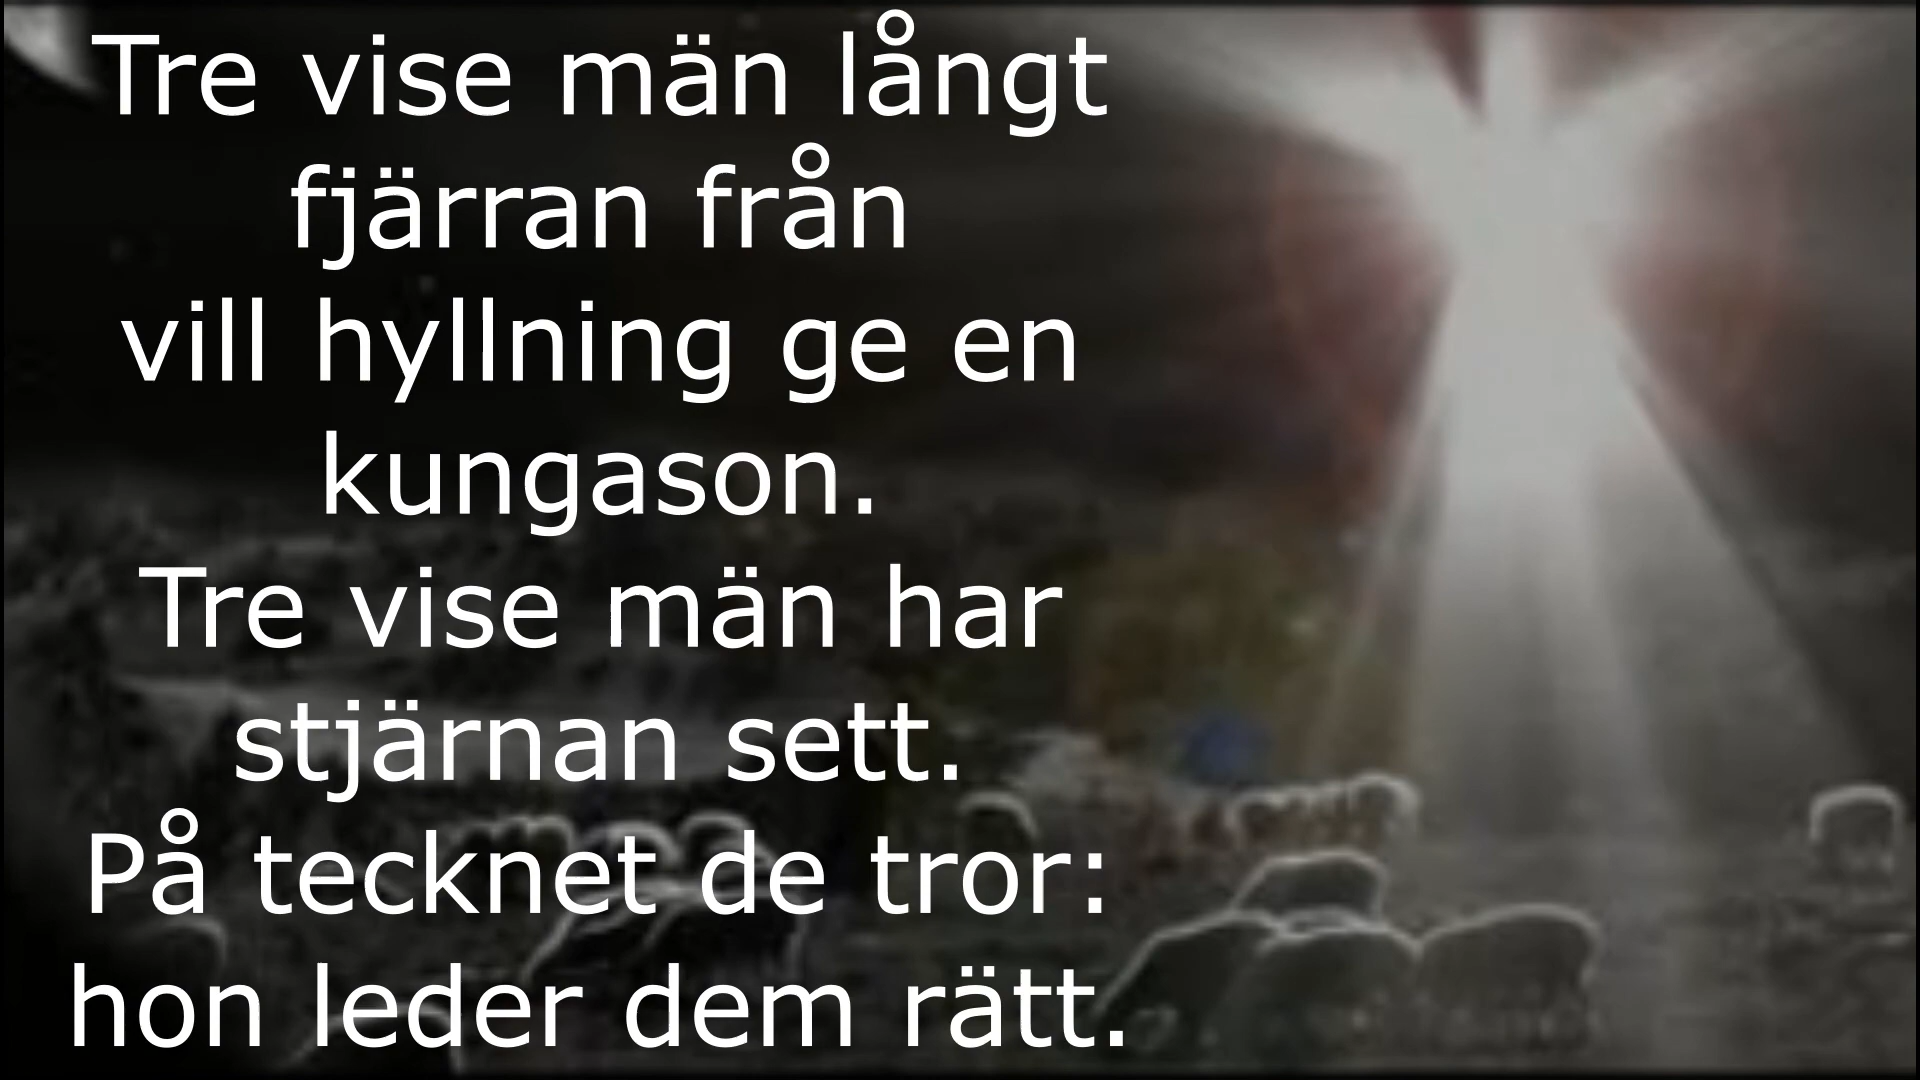 Tre vise män långt
fjärran från
vill hyllning ge en
kungason.
Tre vise män har
stjärnan sett.
På tecknet de tror:
hon leder dem rätt.